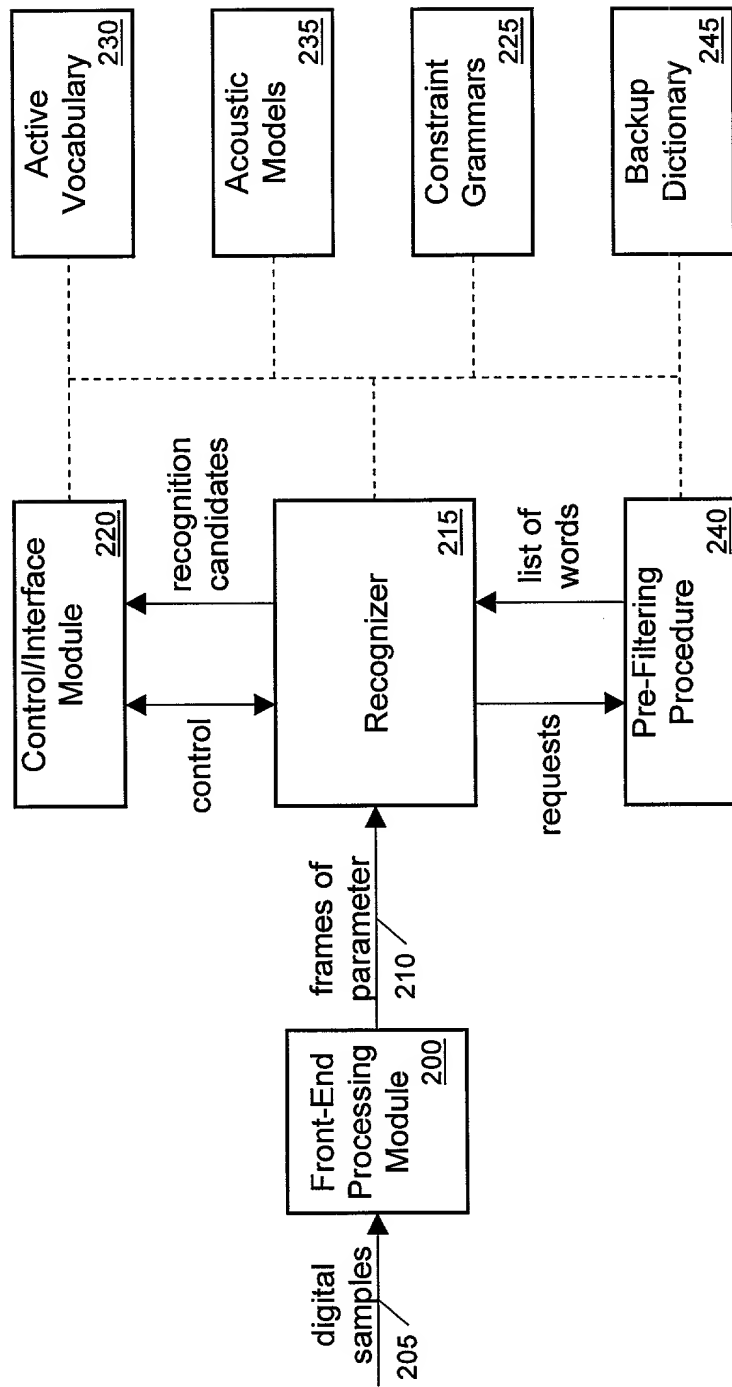 digital
samples
205
Front-End
Processing
Module
200
frames of
parameter
210
Control/Interface
Module
220
control
recognition
candidates
Recognizer
215
requests
list of
words
Pre-Filtering
Procedure
240
Active
Vocabulary
230
Acoustic
Models
235
Constraint
Grammars
225
Backup
Dictionary
245